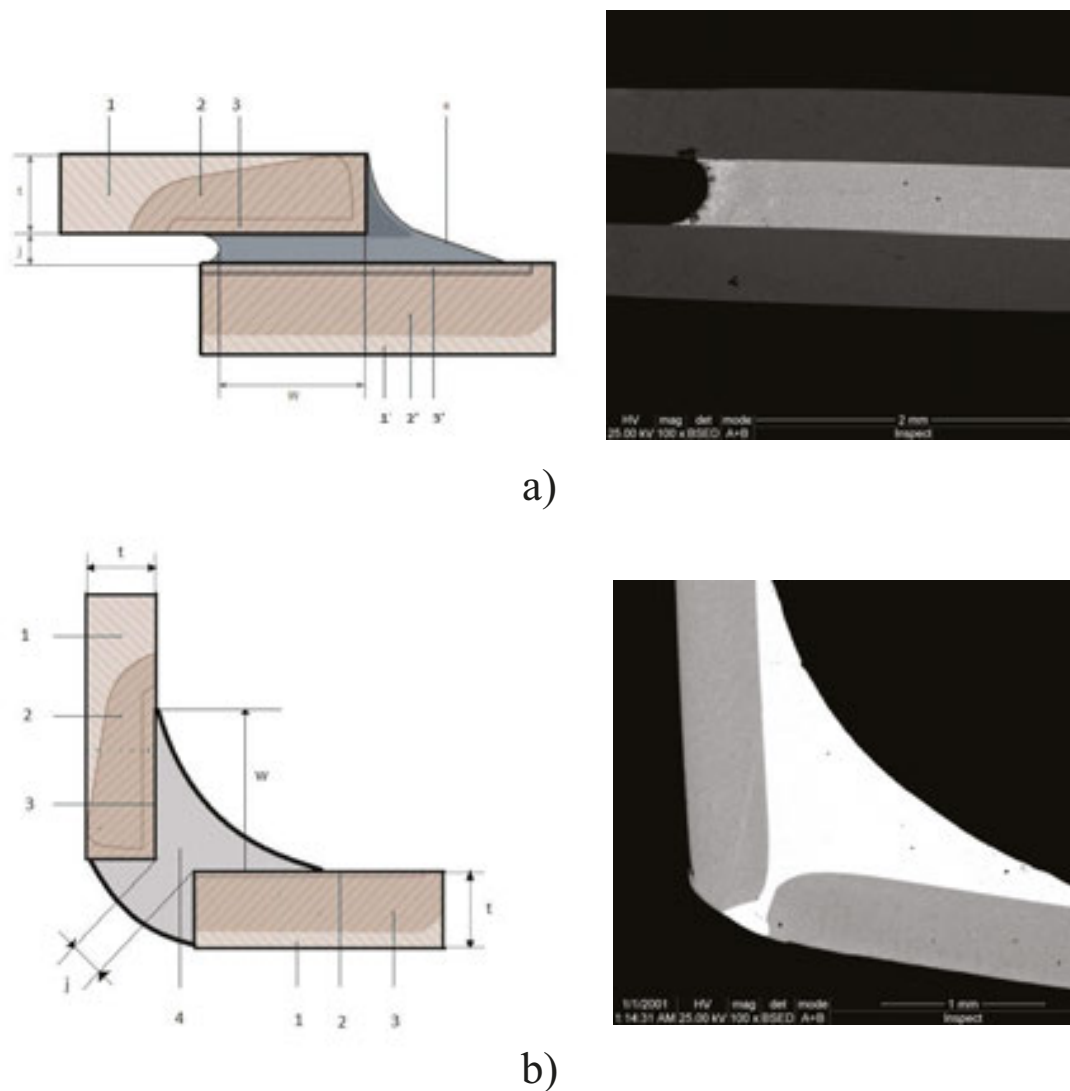 1 2 3
t
j
W
1' 2' 3'
HV mag det mode 2 mm
25.00 kV 100 x BSED A+B Inspect
a)
t
1
2
W
3
t
j
4 1 2 3
1/1/2001 HV mag det mode 1 mm
1:14:31 AM 25.00 kV 100 x BSED A+B Inspect
b)